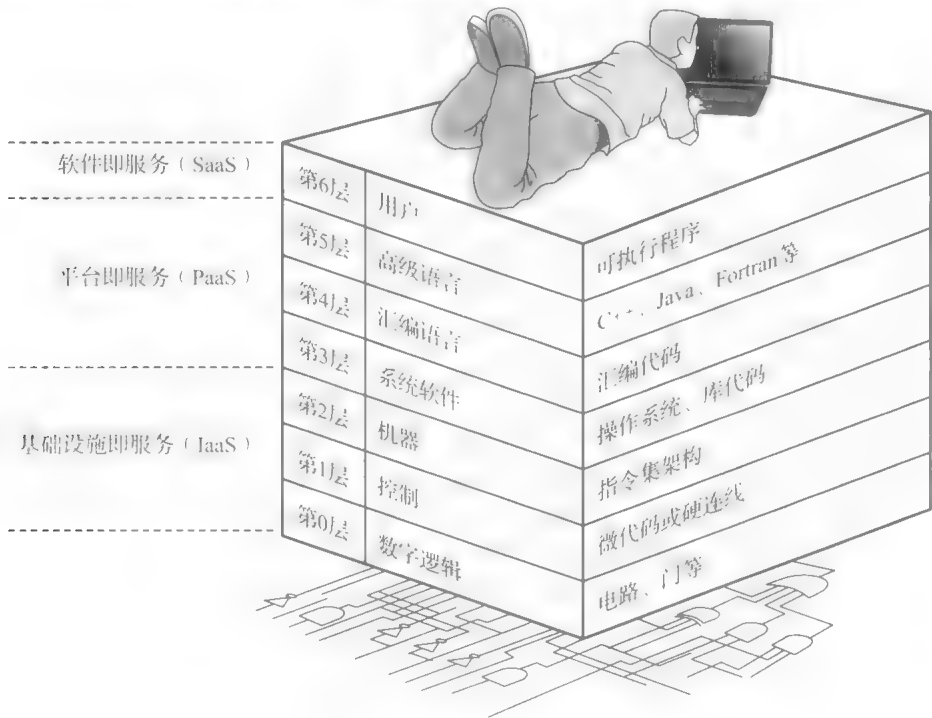 软件即服务（SaaS）
平台即服务（PaaS）
基础设施即服务（IaaS）
第6层 用户 可执行程序
第5层 高级语言 C++、Java、Fortran 等
第4层 汇编语言 汇编代码
第3层 系统软件 操作系统、库代码
第2层 机器 指令集架构
第1层 控制 微代码或硬连线
第0层 数字逻辑 电路、门等